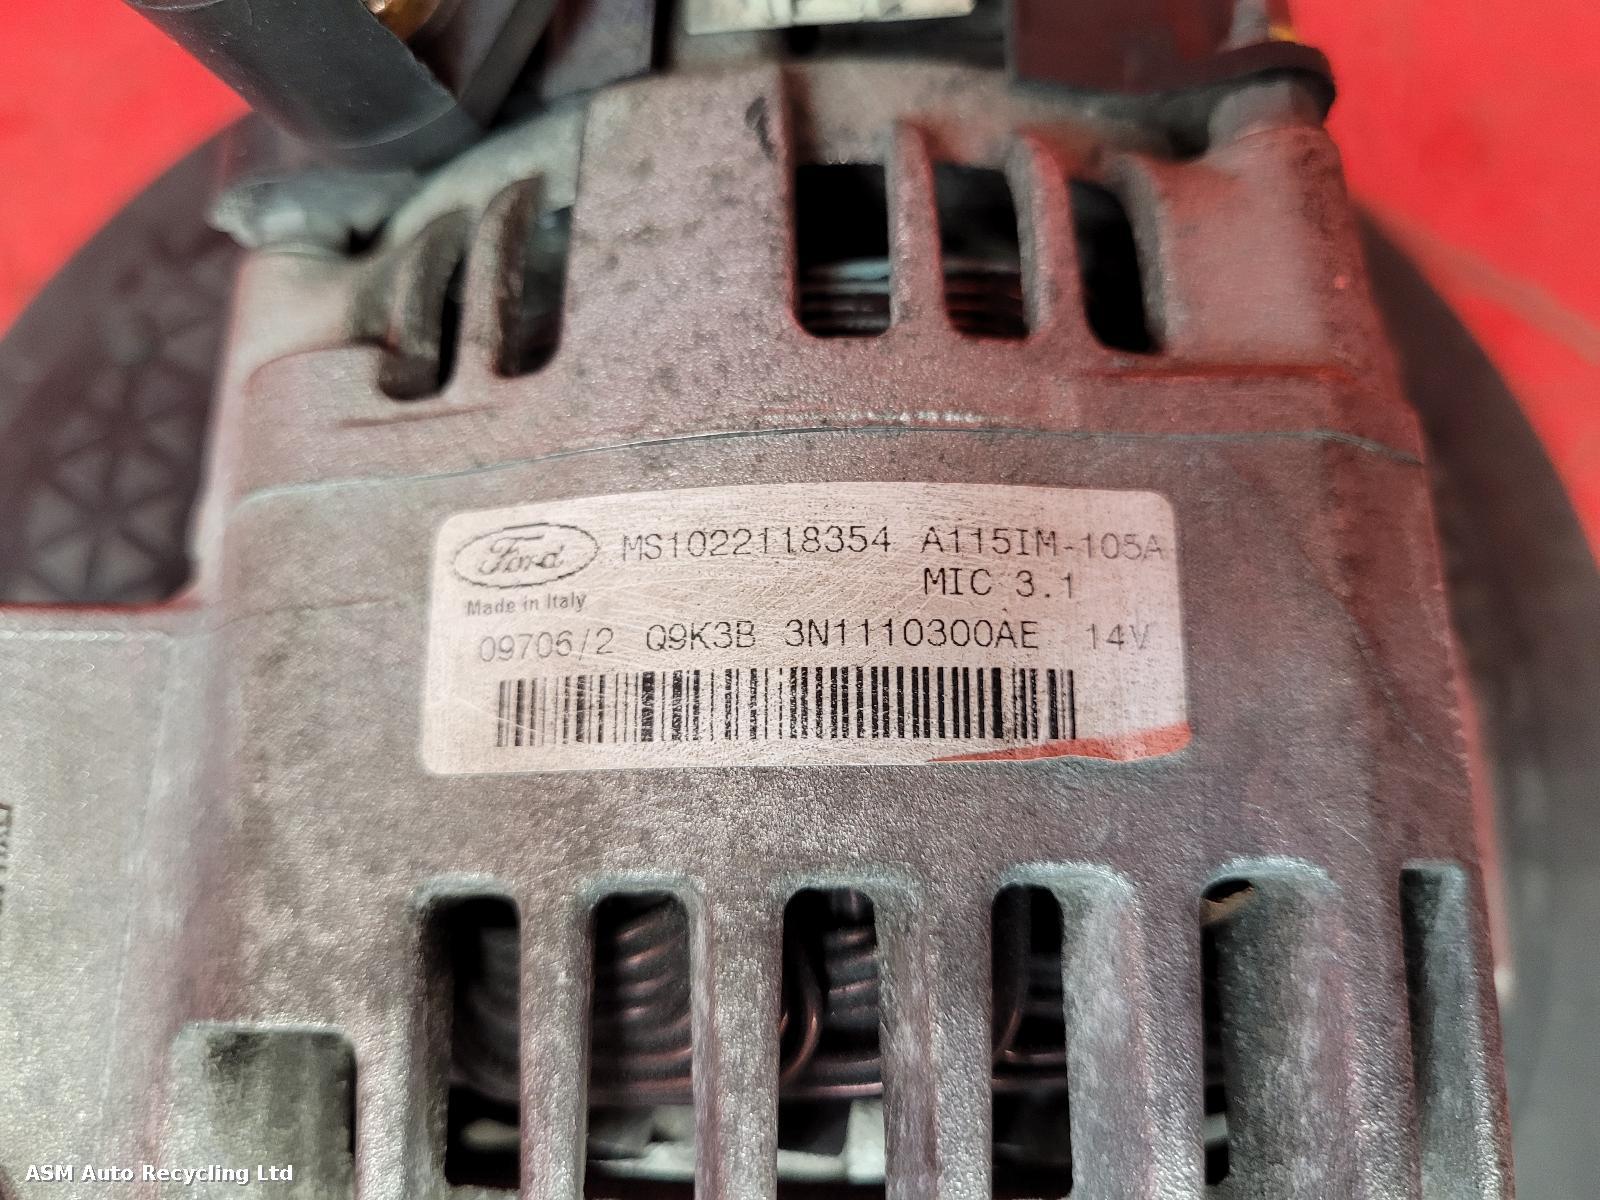 Ford MS1022118354 A115IM-105A
MIC 3.1
Made in Italy
09706/2 Q9K3B 3N1110300AE 14V
ASM Auto Recycling Ltd